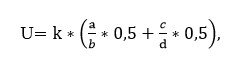 U= k ∗ (a/b ∗ 0,5 + c/d ∗ 0,5),